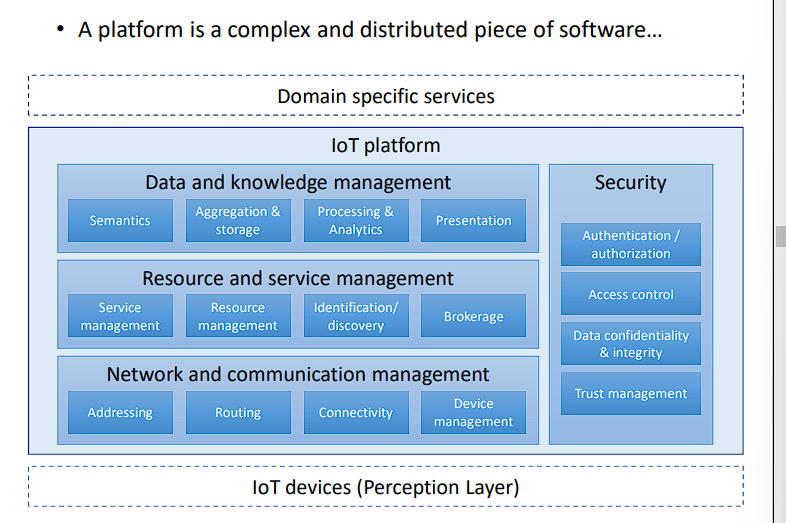 • A platform is a complex and distributed piece of software...
Domain specific services
IoT platform
Data and knowledge management
Semantics
Aggregation &
storage
Processing &
Analytics
Presentation
Resource and service management
Service
management
Resource
management
Identification/
discovery
Brokerage
Network and communication management
Addressing
Routing
Connectivity
Device
management
Security
Authentication /
authorization
Access control
Data confidentiality
& integrity
Trust management
IoT devices (Perception Layer)